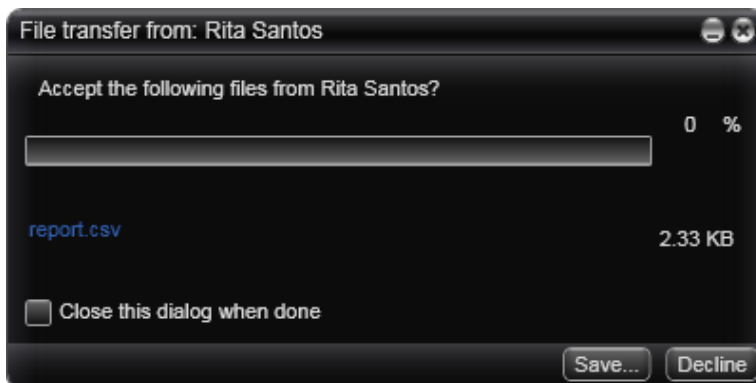 File transfer from: Rita Santos
Accept the following files from Rita Santos?
0 %
report.csv
2.33 KB
Close this dialog when done
Save... Decline